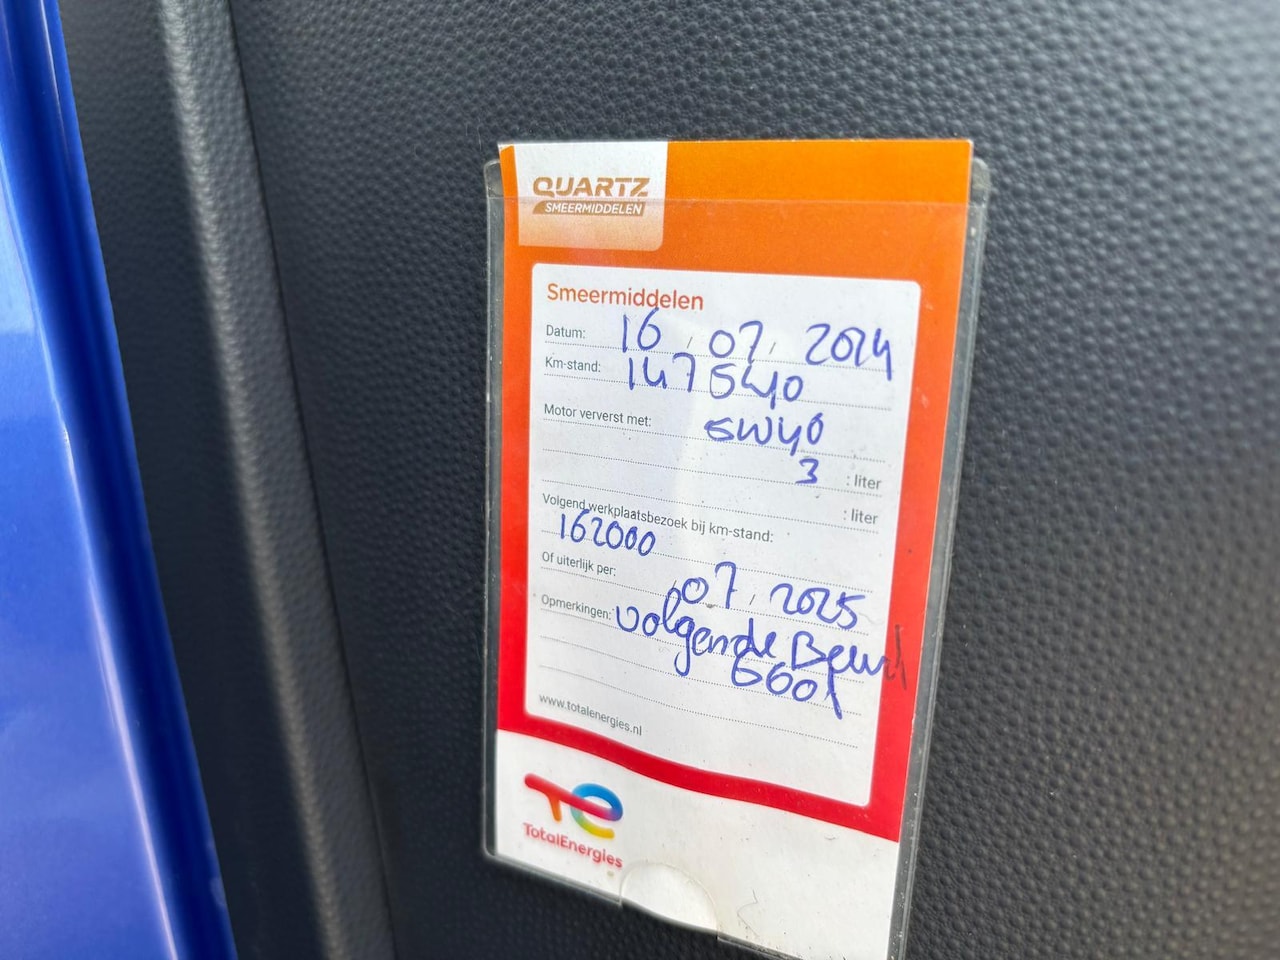 QUARTZ
SMEERMIDDELEN
Smeermiddelen
Datum: 16, 07, 2024
Km-stand: 147540
Motor ververst met: 5W40
3 : liter
: liter
Volgend werkplaatsbezoek bij km-stand:
162000
Of uiterlijk per: , 07, 2025
Opmerkingen: Volgende Beurt
www.totalenergies.nl
TotalEnergies